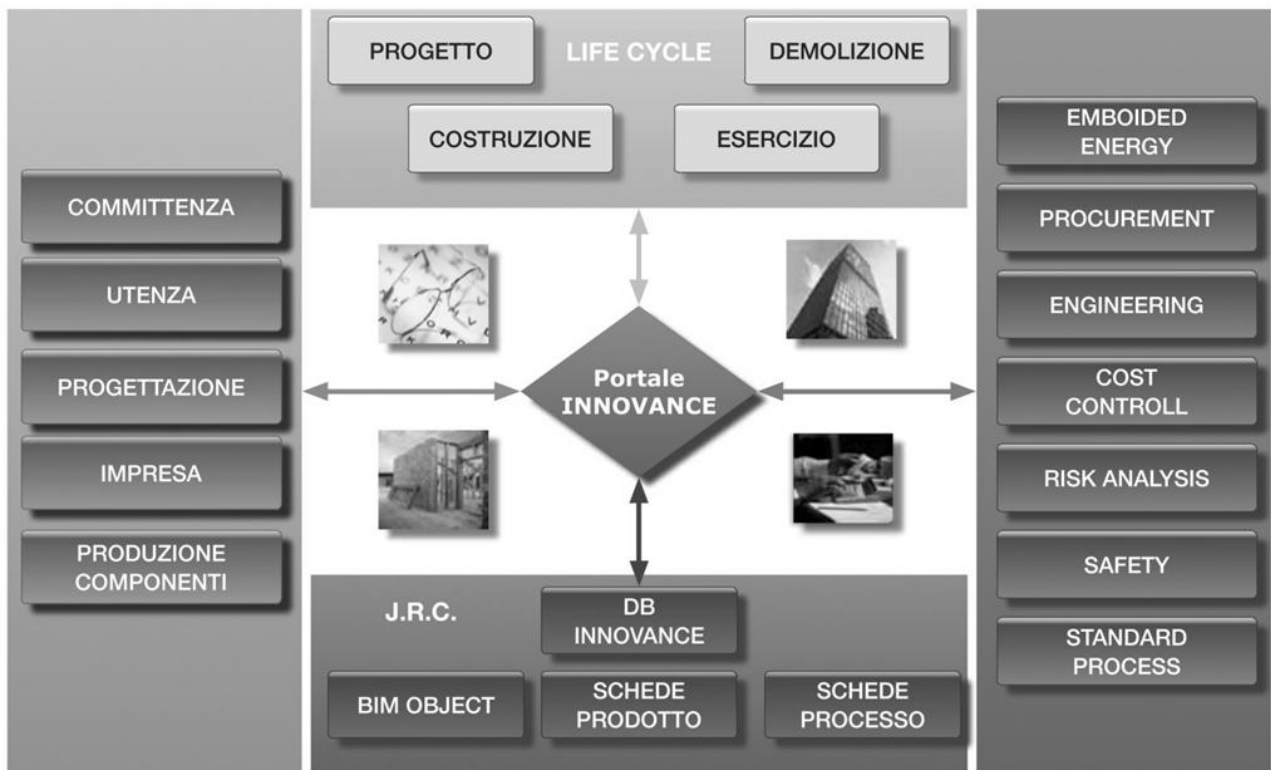 PROGETTO
LIFE CYCLE
DEMOLIZIONE
COSTRUZIONE
ESERCIZIO
COMMITTENZA
UTENZA
PROGETTAZIONE
IMPRESA
PRODUZIONE
COMPONENTI
Portale
INNOVANCE
EMBOIDED
ENERGY
PROCUREMENT
ENGINEERING
COST
CONTROLL
RISK ANALYSIS
SAFETY
STANDARD
PROCESS
J.R.C.
DB
INNOVANCE
BIM OBJECT
SCHEDE
PRODOTTO
SCHEDE
PROCESSO